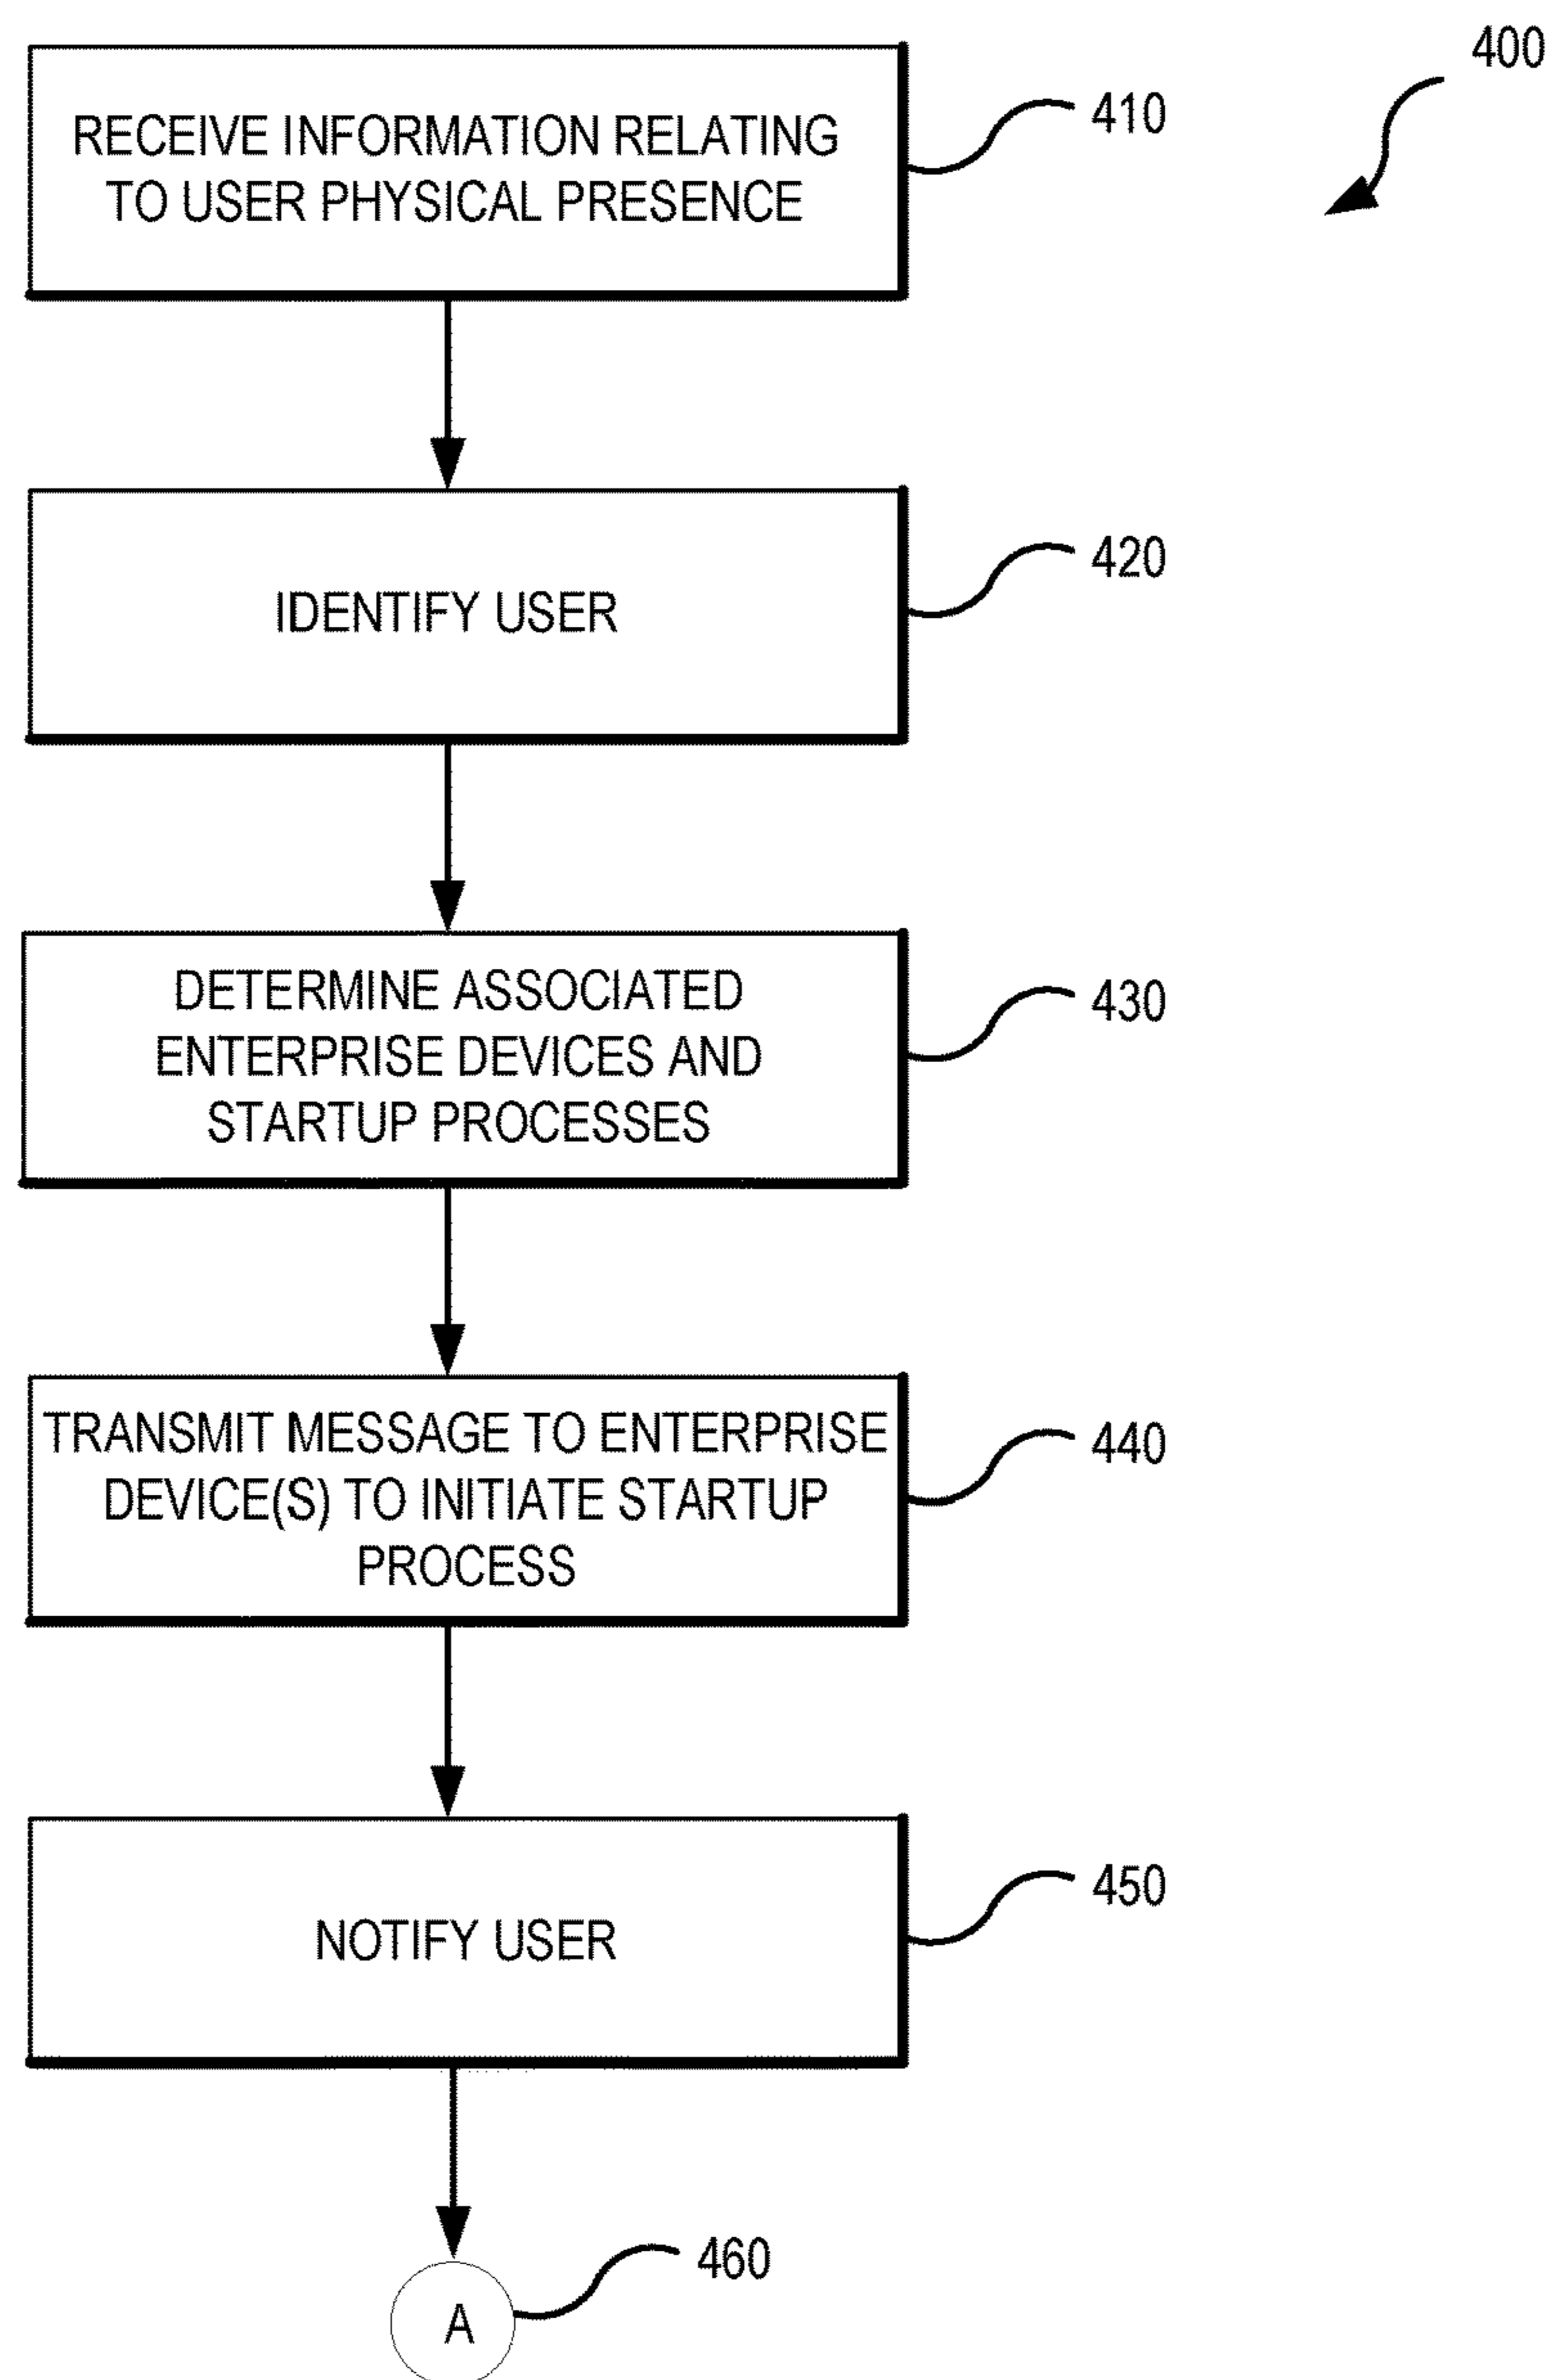 400
RECEIVE INFORMATION RELATING
TO USER PHYSICAL PRESENCE
410
IDENTIFY USER
420
DETERMINE ASSOCIATED
ENTERPRISE DEVICES AND
STARTUP PROCESSES
430
TRANSMIT MESSAGE TO ENTERPRISE
DEVICE(S) TO INITIATE STARTUP
PROCESS
440
NOTIFY USER
450
A
460